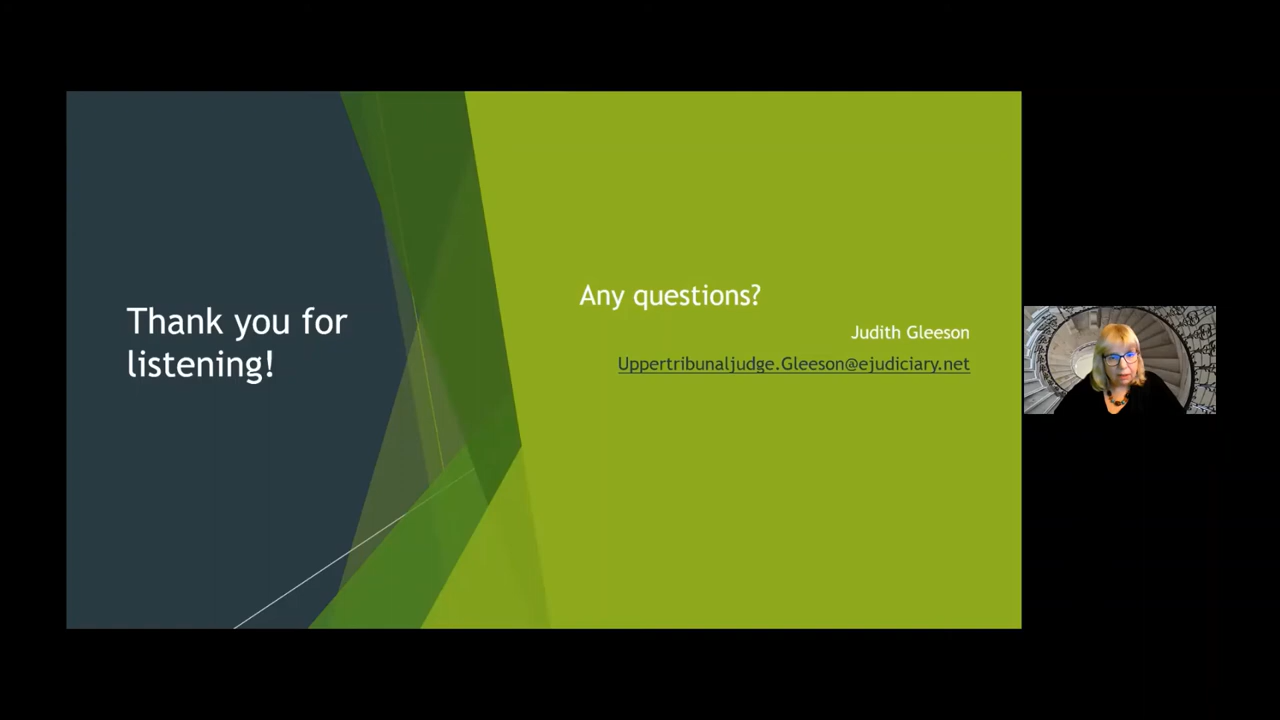 Thank you for
listening!
Any questions?
Judith Gleeson
Uppertribunaljudge.Gleeson@ejudiciary.net